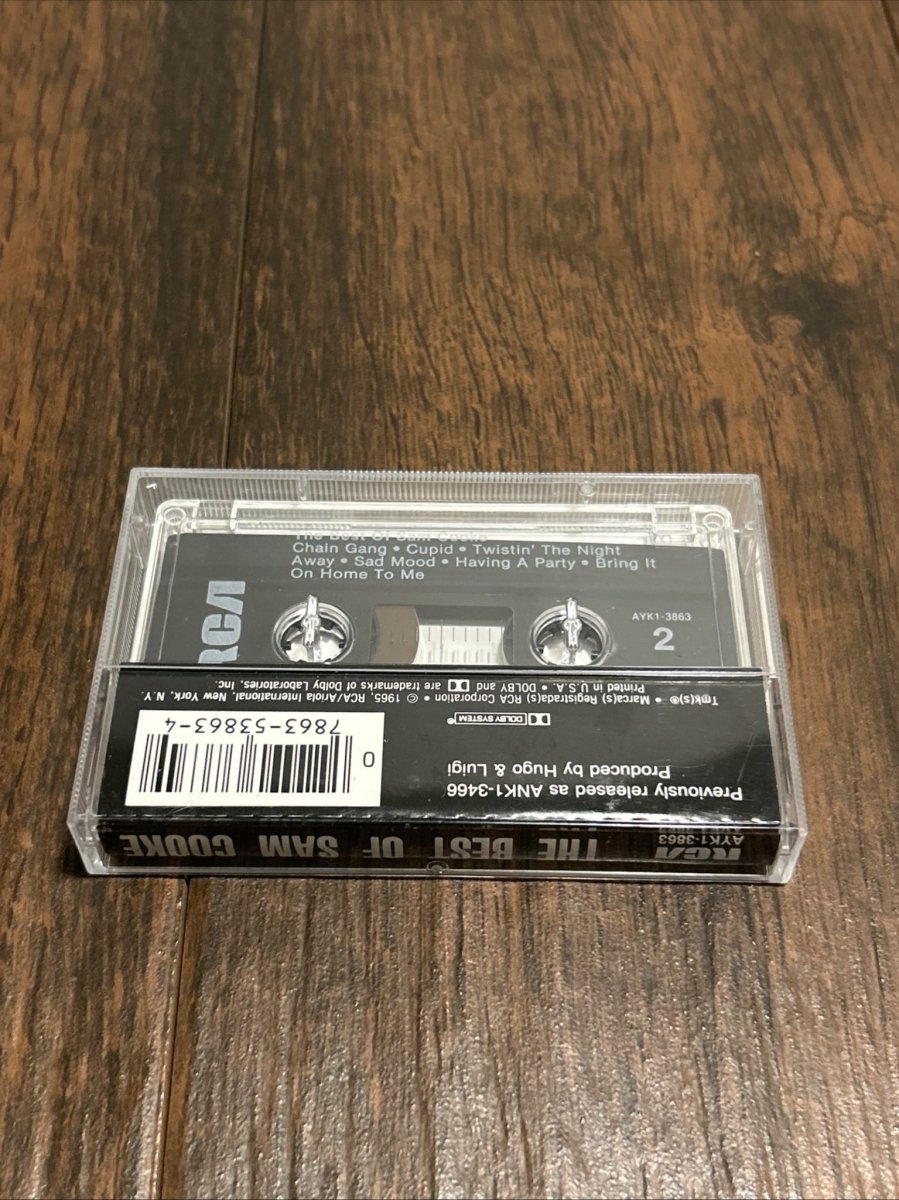 The Best Of Sam Cooke
Chain Gang • Cupid • Twistin' The Night
Away • Sad Mood • Having A Party • Bring It
On Home To Me
RCA
AYK1-3863
2
Tmk(s)® • Marca(s) Registrada(s) RCA Corporation • © 1965, RCA/Ariola International, New York, N.Y.
Printed in U.S.A. • DOLBY and are trademarks of Dolby Laboratories, Inc.
DOLBY SYSTEM™
Previously released as ANK1-3466
Produced by Hugo & Luigi
0
7863-53863-4
AYK1-3863
RCA THE BEST OF SAM COOKE